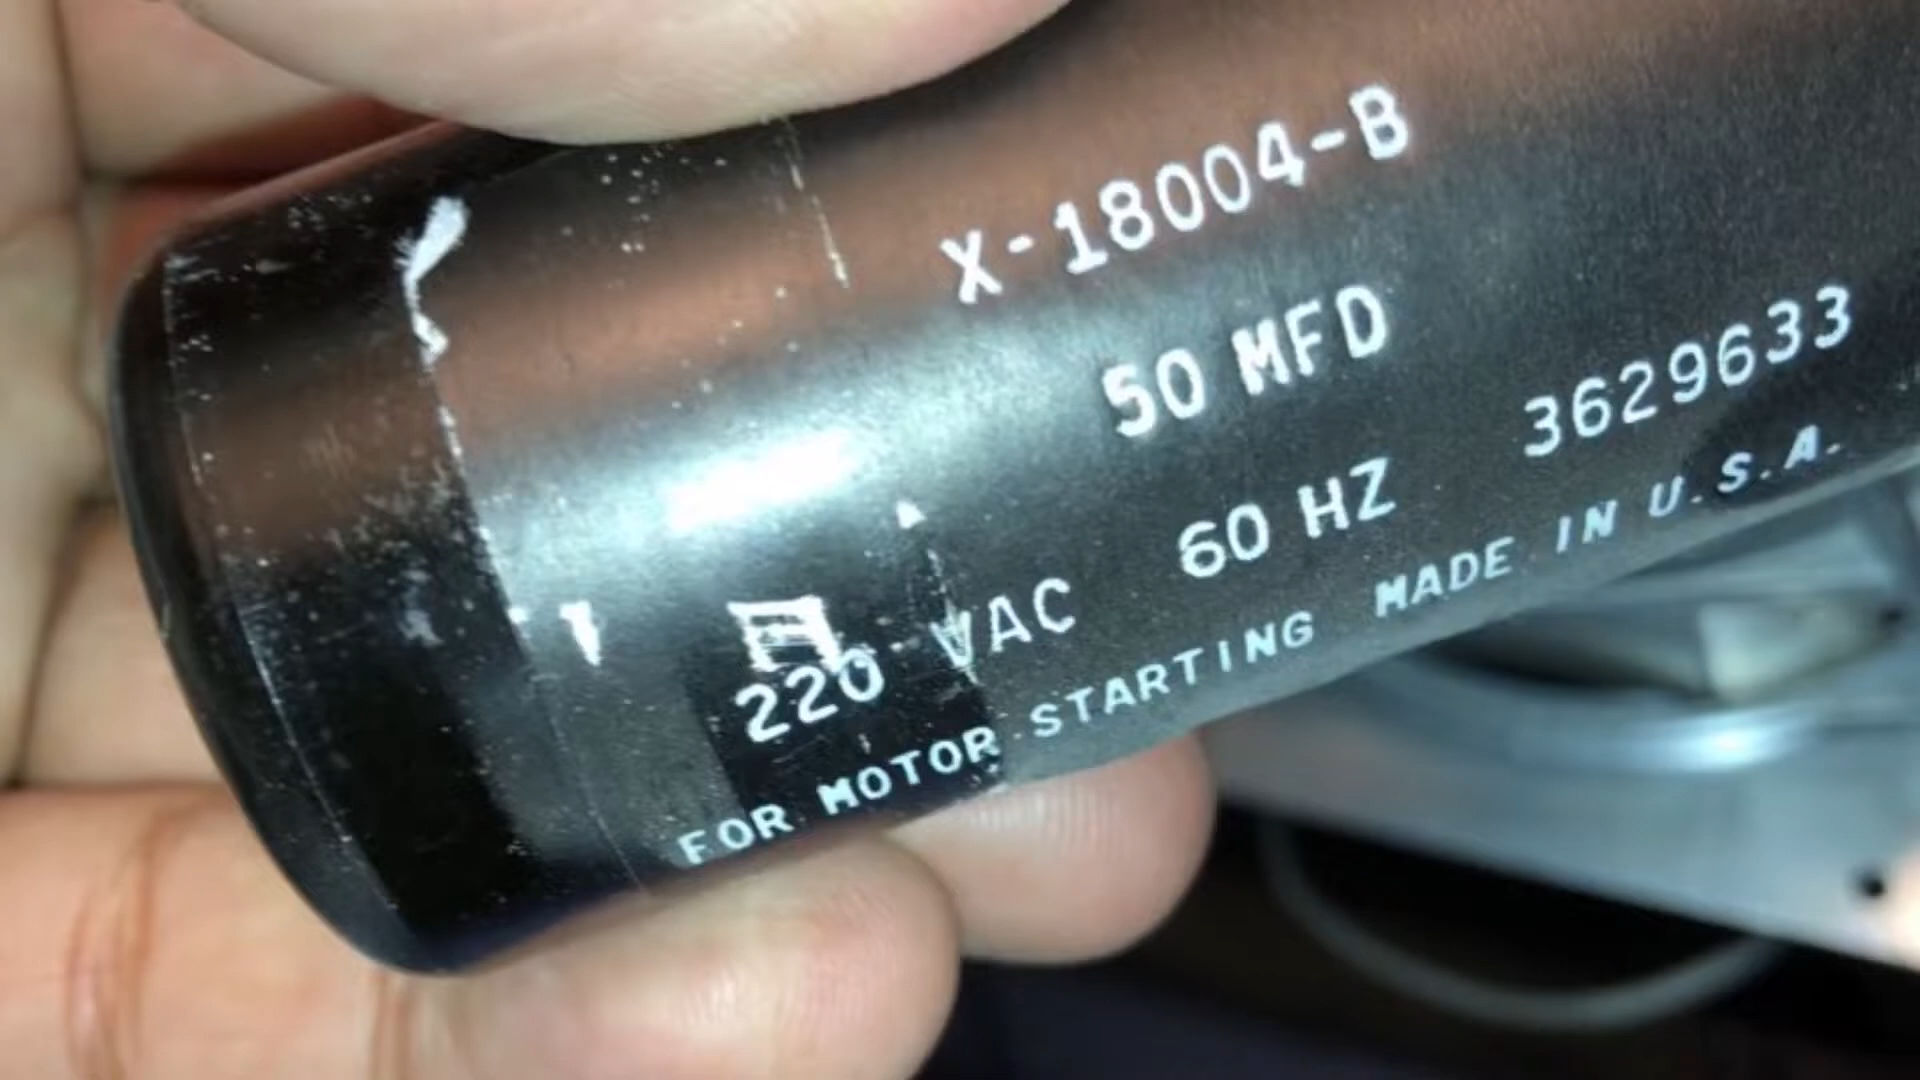 X-18004-B
50 MFD
3629633
220 VAC 60 HZ
FOR MOTOR STARTING MADE IN U.S.A.